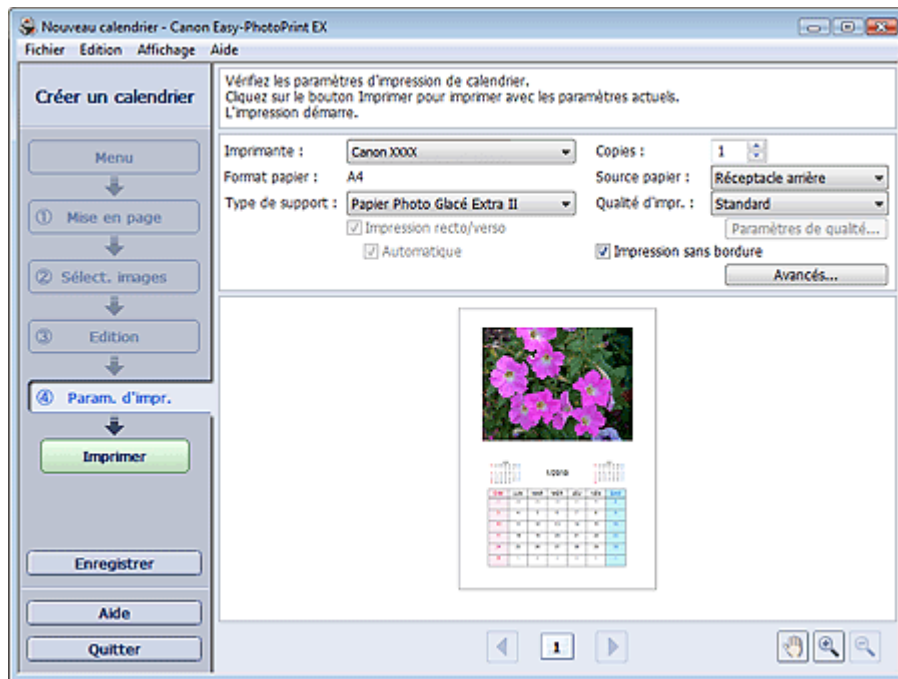 Nouveau calendrier - Canon Easy-PhotoPrint EX
Fichier Edition Affichage Aide
Créer un calendrier
Menu
① Mise en page
② Sélect. images
③ Edition
④ Param. d'impr.
Imprimer
Enregistrer
Aide
Quitter
Vérifiez les paramètres d'impression de calendrier.
Cliquez sur le bouton Imprimer pour imprimer avec les paramètres actuels.
L'impression démarre.
Imprimante : Canon XXXX
Copies : 1
Format papier : A4
Source papier : Réceptacle arrière
Type de support : Papier Photo Glacé Extra II
Qualité d'impr. : Standard
Impression recto/verso
Paramètres de qualité...
Automatique
Impression sans bordure
Avancés...
1/2010
1